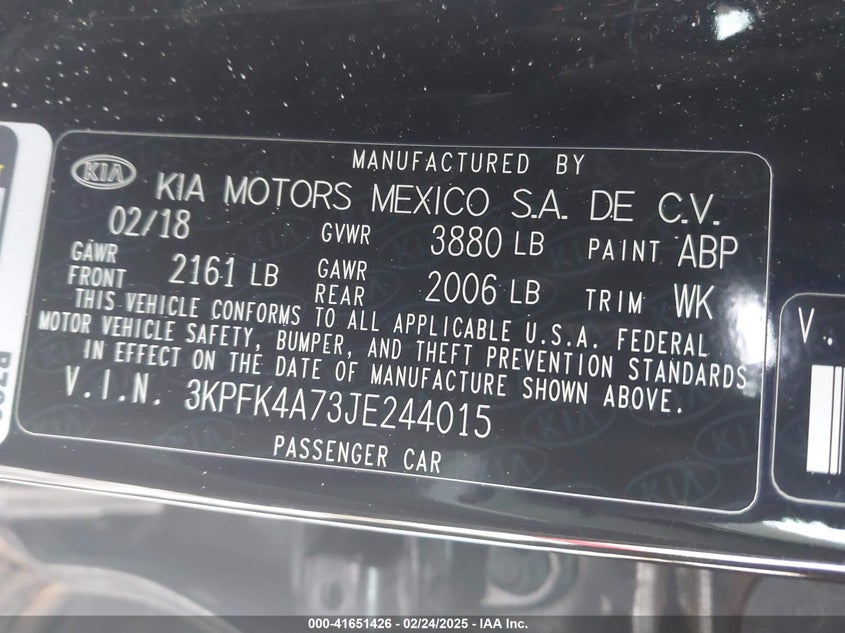 MANUFACTURED BY
KIA KIA MOTORS MEXICO S.A. DE C.V.
02/18 GVWR 3880 LB PAINT ABP
GAWR FRONT 2161 LB GAWR REAR 2006 LB TRIM WK
THIS VEHICLE CONFORMS TO ALL APPLICABLE U.S.A. FEDERAL
MOTOR VEHICLE SAFETY, BUMPER, AND THEFT PREVENTION STANDARDS
IN EFFECT ON THE DATE OF MANUFACTURE SHOWN ABOVE.
V.I.N. 3KPFK4A73JE244015
PASSENGER CAR
V.
000-41651426 - 02/24/2025 - IAA Inc.